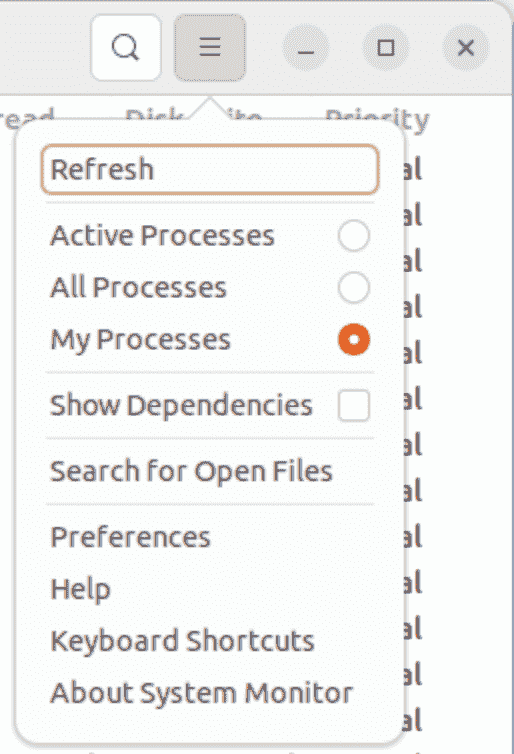 Priority
Refresh
Active Processes
All Processes
My Processes
Show Dependencies
Search for Open Files
Preferences
Help
Keyboard Shortcuts
About System Monitor